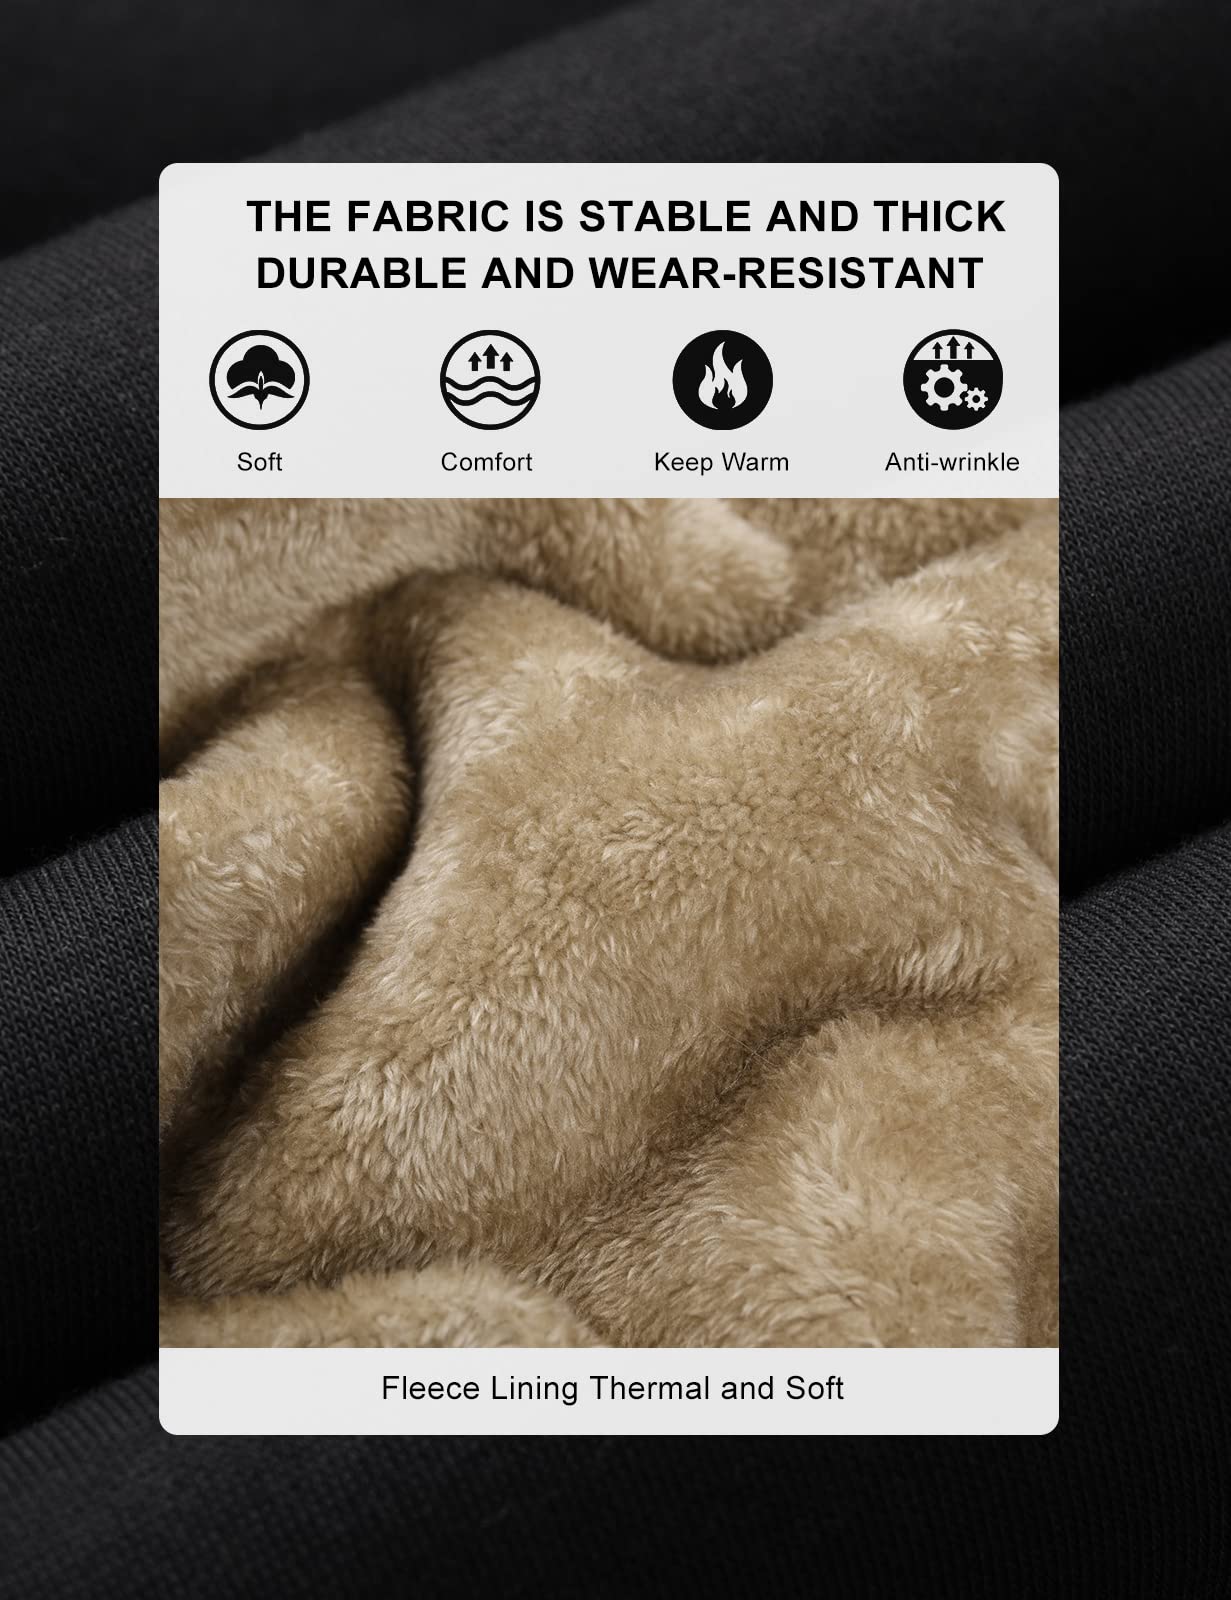 THE FABRIC IS STABLE AND THICK
DURABLE AND WEAR-RESISTANT
Soft
Comfort
Keep Warm
Anti-wrinkle
Fleece Lining Thermal and Soft